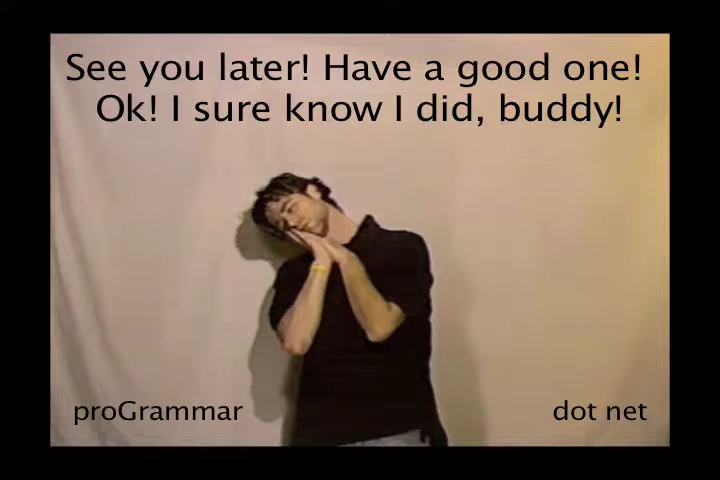 See you later! Have a good one!
Ok! I sure know I did, buddy!
proGrammar
dot net